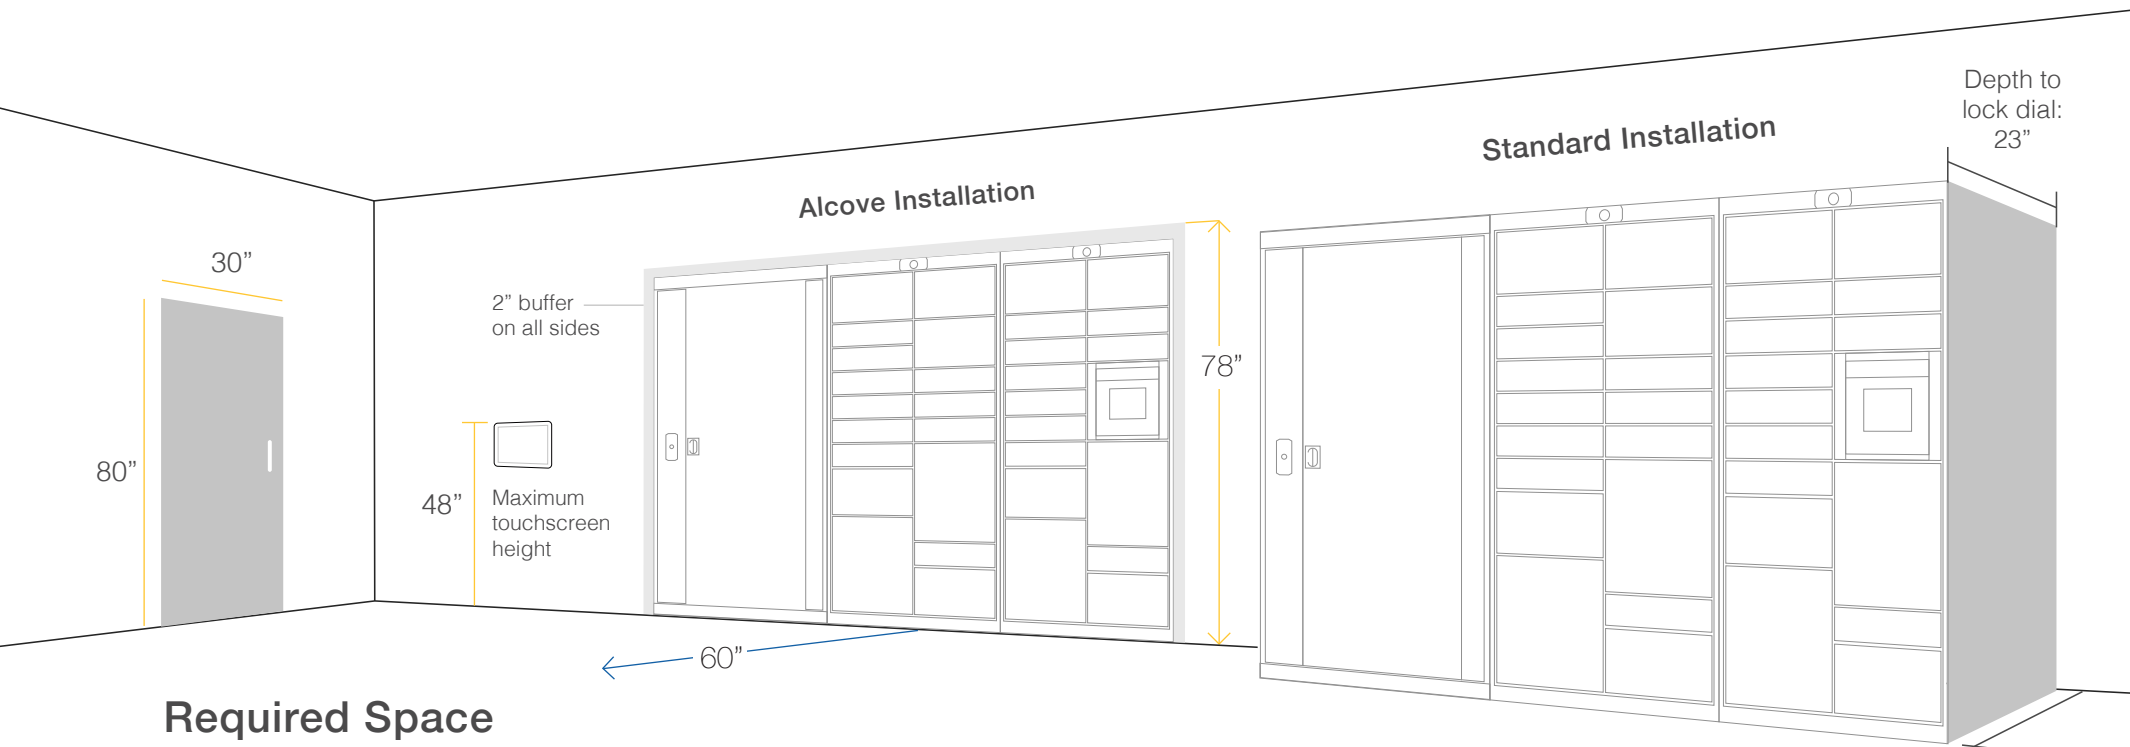 Depth to
lock dial:
23”
Standard Installation
Alcove Installation
30”
2” buffer
on all sides
78”
80”
48”
Maximum
touchscreen
height
60”
Required Space